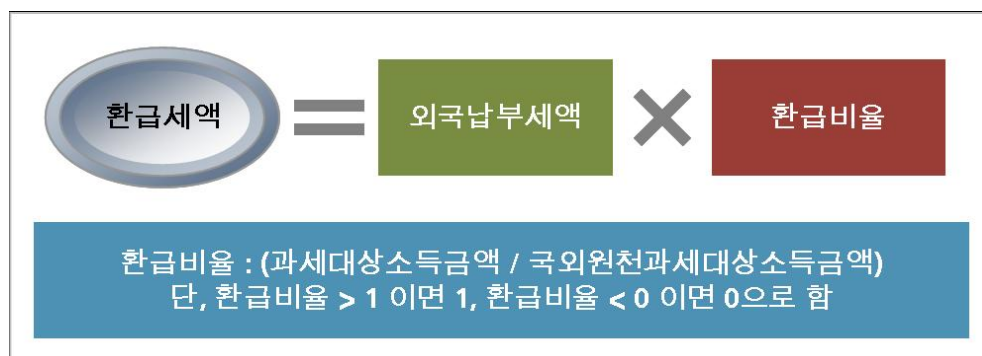 환급세액 = 외국납부세액 × 환급비율
환급비율 : (과세대상소득금액 / 국외원천과세대상소득금액)
단, 환급비율 > 1 이면 1, 환급비율 < 0 이면 0으로 함